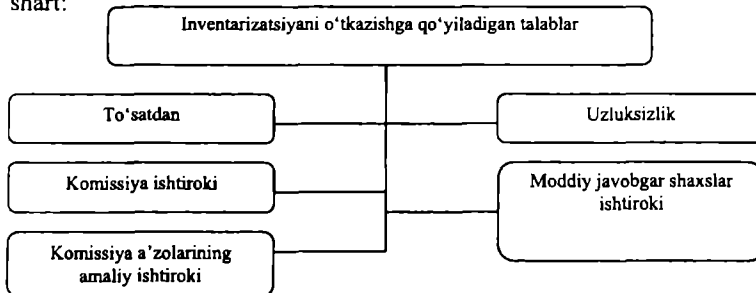 shart:
Inventarizatsiyani o‘tkazishga qo‘yiladigan talablar
To‘satdan
Uzluksizlik
Komissiya ishtiroki
Moddiy javobgar shaxslar
ishtiroki
Komissiya a’zolarining
amaliy ishtiroki